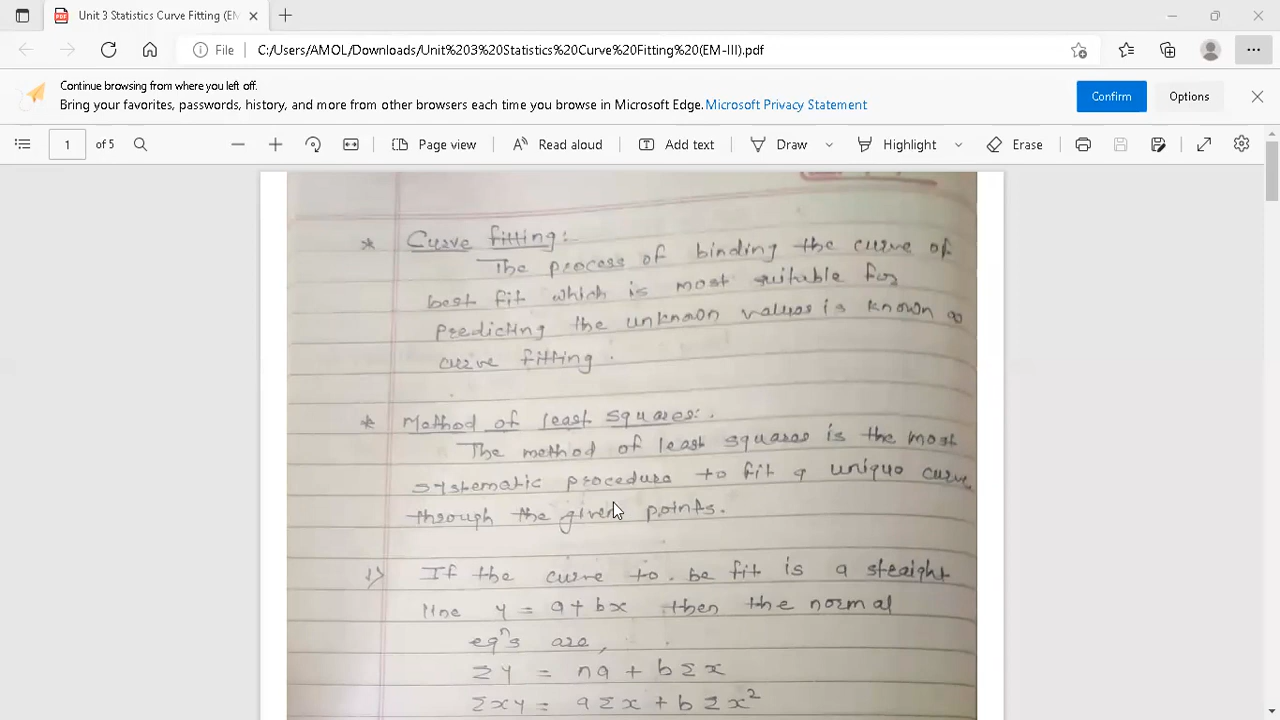 Unit 3 Statistics Curve Fitting (EM
File C:/Users/AMOL/Downloads/Unit%203%20Statistics%20Curve%20Fitting%20(EM-III).pdf
Continue browsing from where you left off.
Bring your favorites, passwords, history, and more from other browsers each time you browse in Microsoft Edge. Microsoft Privacy Statement
Confirm Options
1 of 5 Page view Read aloud Add text Draw Highlight Erase
* Curve fitting:
The process of binding the curve of
best fit which is most suitable for
predicting the unknown values is known as
curve fitting.
* Method of least squares:.
The method of least squares is the most
systematic procedure to fit a unique curve
through the given points.
1) If the curve to be fit is a steaight
line y = a + bx then the normal
eqⁿs are,
Σy = na + bΣx
Σxy = aΣx + bΣx²